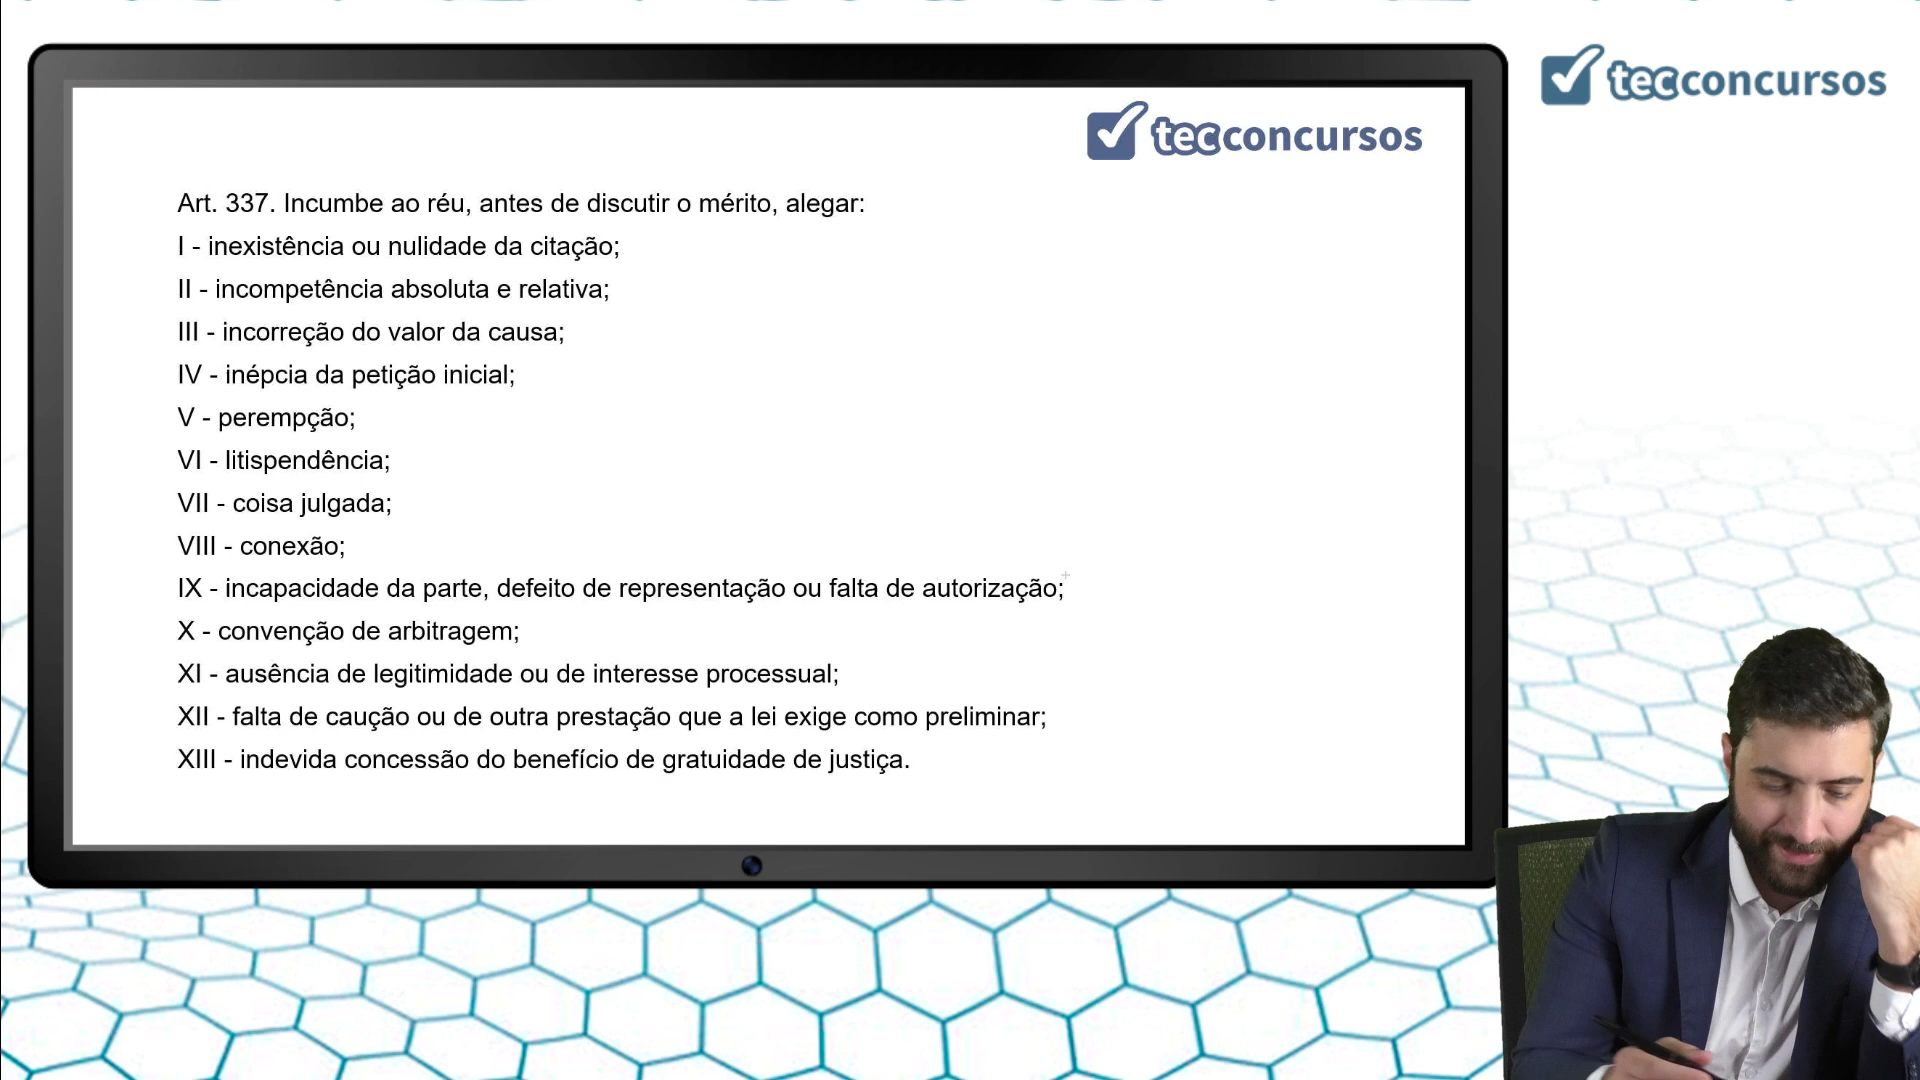 tecconcursos
tecconcursos
Art. 337. Incumbe ao réu, antes de discutir o mérito, alegar:
I - inexistência ou nulidade da citação;
II - incompetência absoluta e relativa;
III - incorreção do valor da causa;
IV - inépcia da petição inicial;
V - perempção;
VI - litispendência;
VII - coisa julgada;
VIII - conexão;
IX - incapacidade da parte, defeito de representação ou falta de autorização;
X - convenção de arbitragem;
XI - ausência de legitimidade ou de interesse processual;
XII - falta de caução ou de outra prestação que a lei exige como preliminar;
XIII - indevida concessão do benefício de gratuidade de justiça.